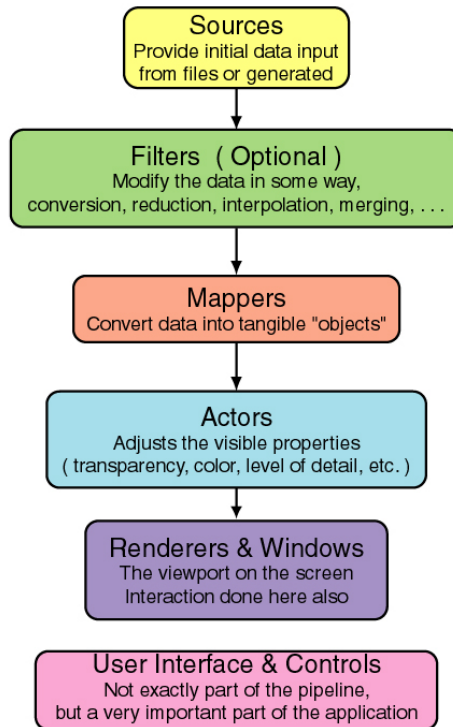 Sources
Provide initial data input
from files or generated
Filters ( Optional )
Modify the data in some way,
conversion, reduction, interpolation, merging, . . .
Mappers
Convert data into tangible "objects"
Actors
Adjusts the visible properties
( transparency, color, level of detail, etc. )
Renderers & Windows
The viewport on the screen
Interaction done here also
User Interface & Controls
Not exactly part of the pipeline,
but a very important part of the application